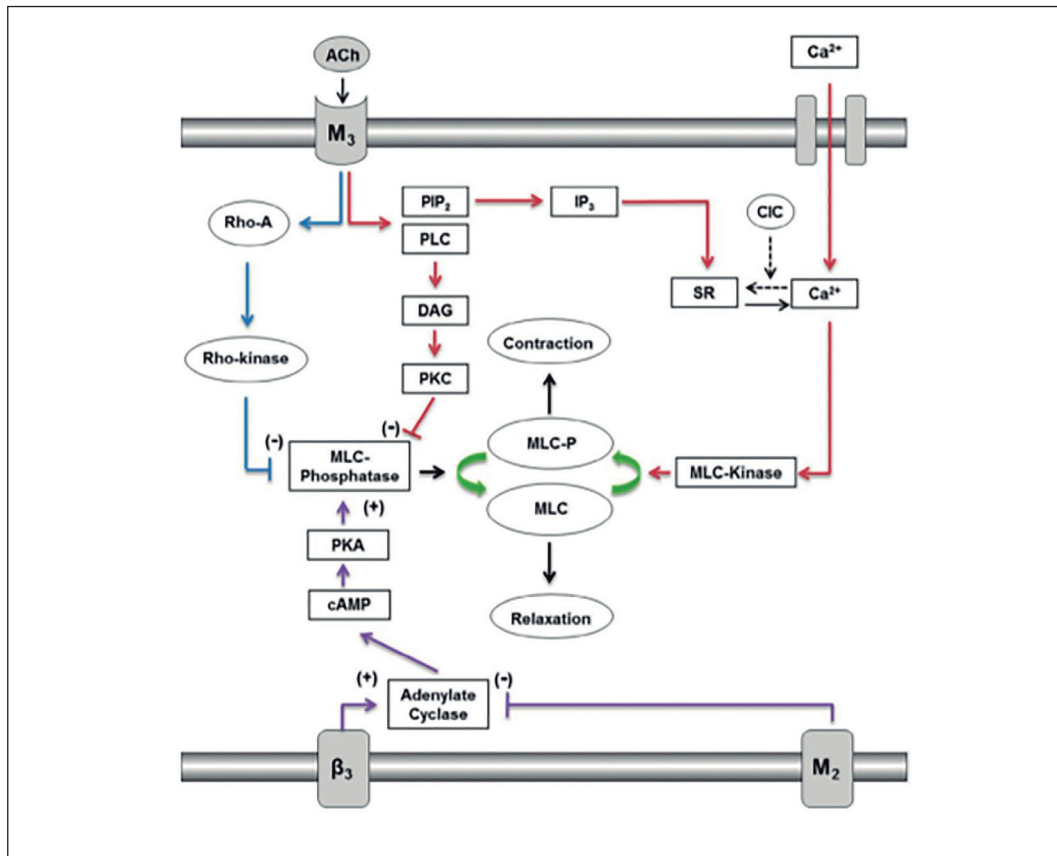 ACh
Ca²⁺
M₃
PIP₂
IP₃
CIC
Rho-A
PLC
SR
Ca²⁺
DAG
Contraction
Rho-kinase
PKC
(-)
(-)
MLC-P
MLC-
Phosphatase
MLC-Kinase
MLC
(+)
PKA
cAMP
Relaxation
(+)
(-)
Adenylate
Cyclase
β₃
M₂